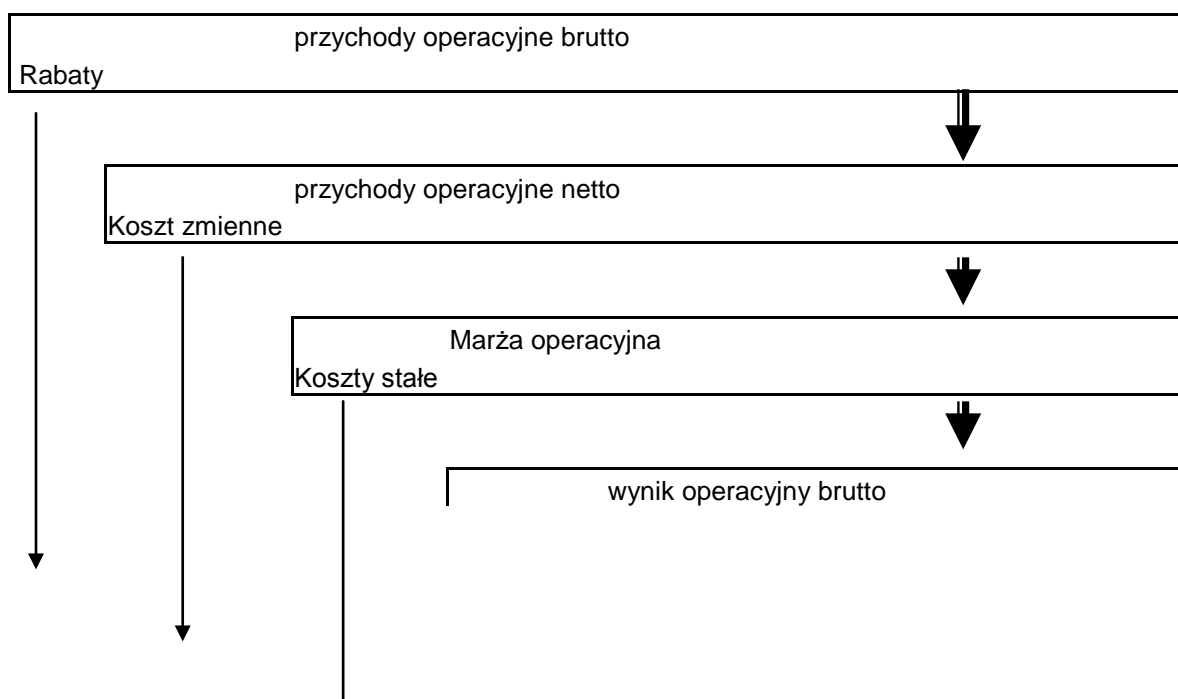 przychody operacyjne brutto
Rabaty
przychody operacyjne netto
Koszt zmienne
Marża operacyjna
Koszty stałe
wynik operacyjny brutto